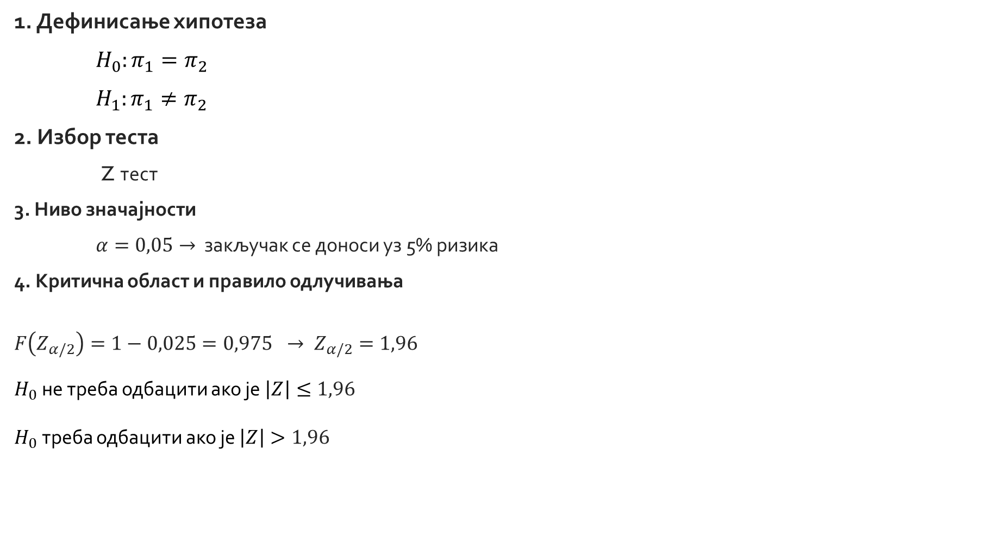 1. Дефинисање хипотеза
H₀: π₁ = π₂
H₁: π₁ ≠ π₂
2. Избор теста
Z тест
3. Ниво значајности
α = 0,05 → закључак се доноси уз 5% ризика
4. Критична област и правило одлучивања
F(Z_{α/2}) = 1 − 0,025 = 0,975 → Z_{α/2} = 1,96
H₀ не треба одбацити ако је |Z| ≤ 1,96
H₀ треба одбацити ако је |Z| > 1,96